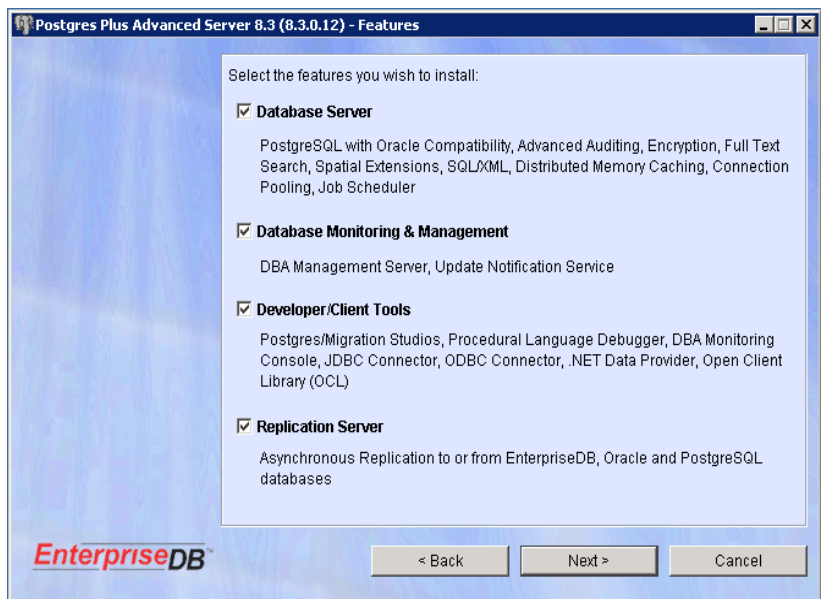 Postgres Plus Advanced Server 8.3 (8.3.0.12) - Features
Select the features you wish to install:
Database Server
PostgreSQL with Oracle Compatibility, Advanced Auditing, Encryption, Full Text
Search, Spatial Extensions, SQL/XML, Distributed Memory Caching, Connection
Pooling, Job Scheduler
Database Monitoring & Management
DBA Management Server, Update Notification Service
Developer/Client Tools
Postgres/Migration Studios, Procedural Language Debugger, DBA Monitoring
Console, JDBC Connector, ODBC Connector, .NET Data Provider, Open Client
Library (OCL)
Replication Server
Asynchronous Replication to or from EnterpriseDB, Oracle and PostgreSQL
databases
EnterpriseDB™
< Back
Next >
Cancel